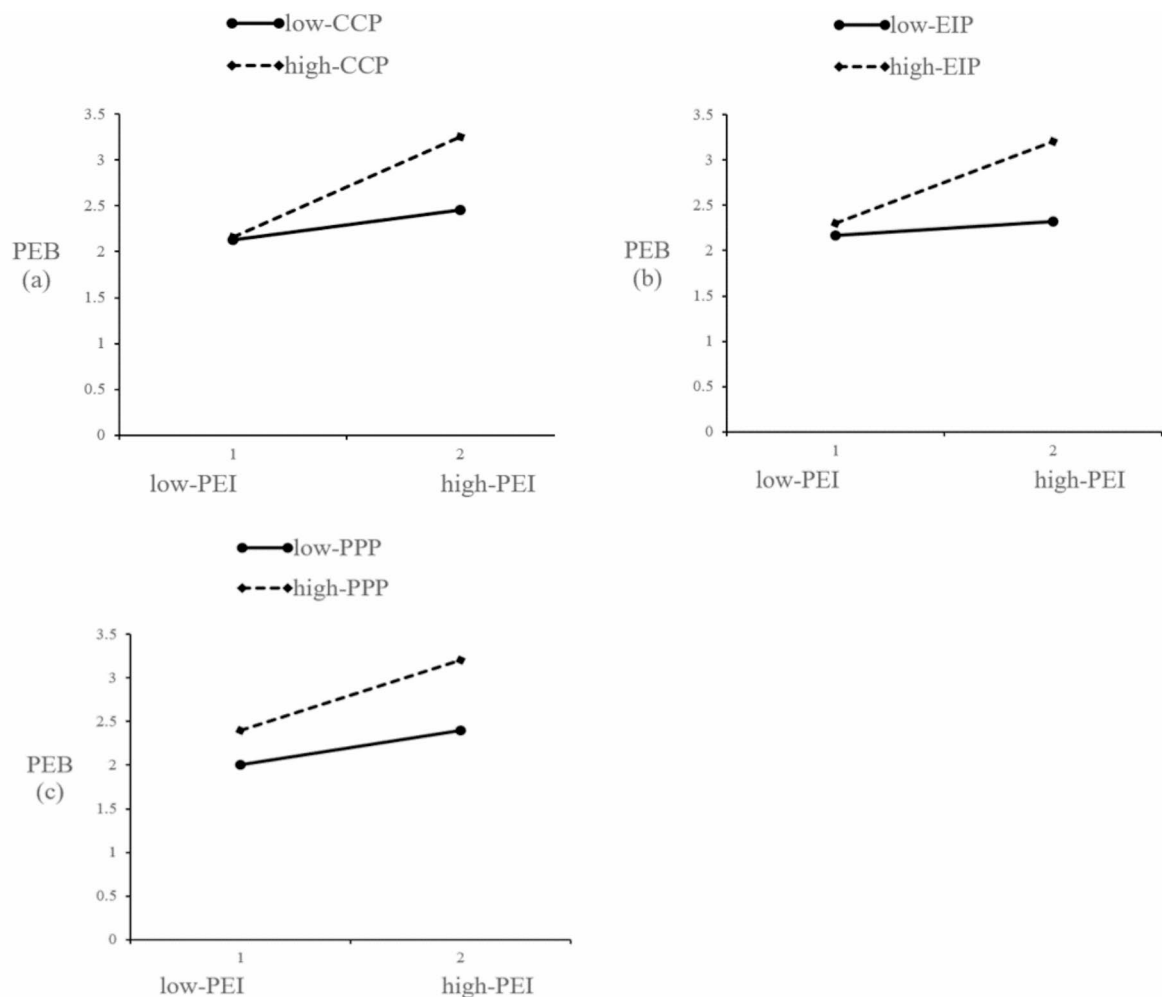 low-CCP
high-CCP
3.5
3
2.5
2
1.5
1
0.5
0
PEB
(a)
1
2
low-PEI
high-PEI
low-EIP
high-EIP
3.5
3
2.5
2
1.5
1
0.5
0
PEB
(b)
1
2
low-PEI
high-PEI
low-PPP
high-PPP
3.5
3
2.5
2
1.5
1
0.5
0
PEB
(c)
1
2
low-PEI
high-PEI